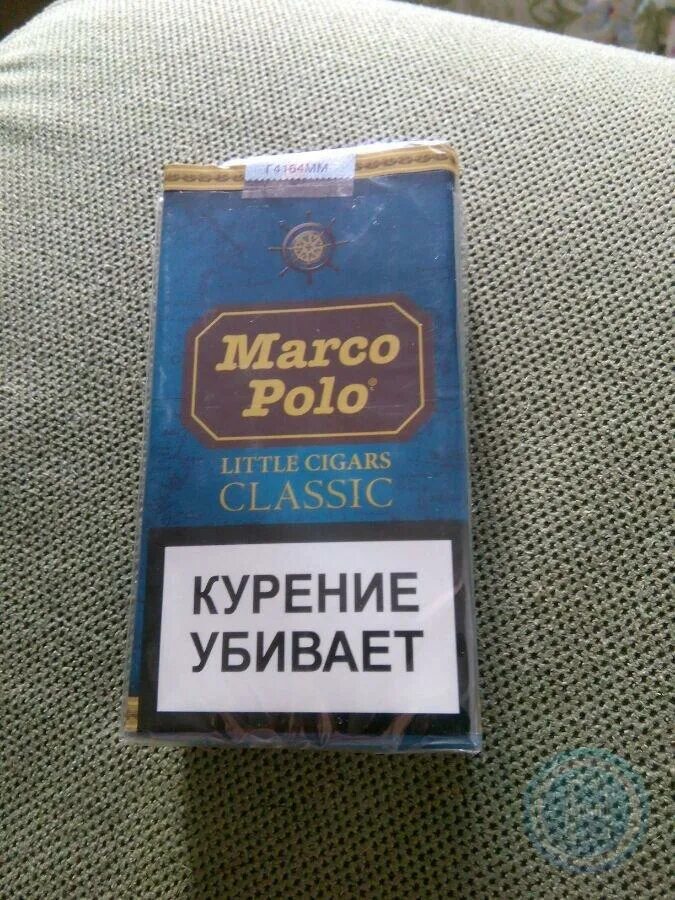 Г4164ММ
Marco
Polo®
LITTLE CIGARS
CLASSIC
КУРЕНИЕ
УБИВАЕТ